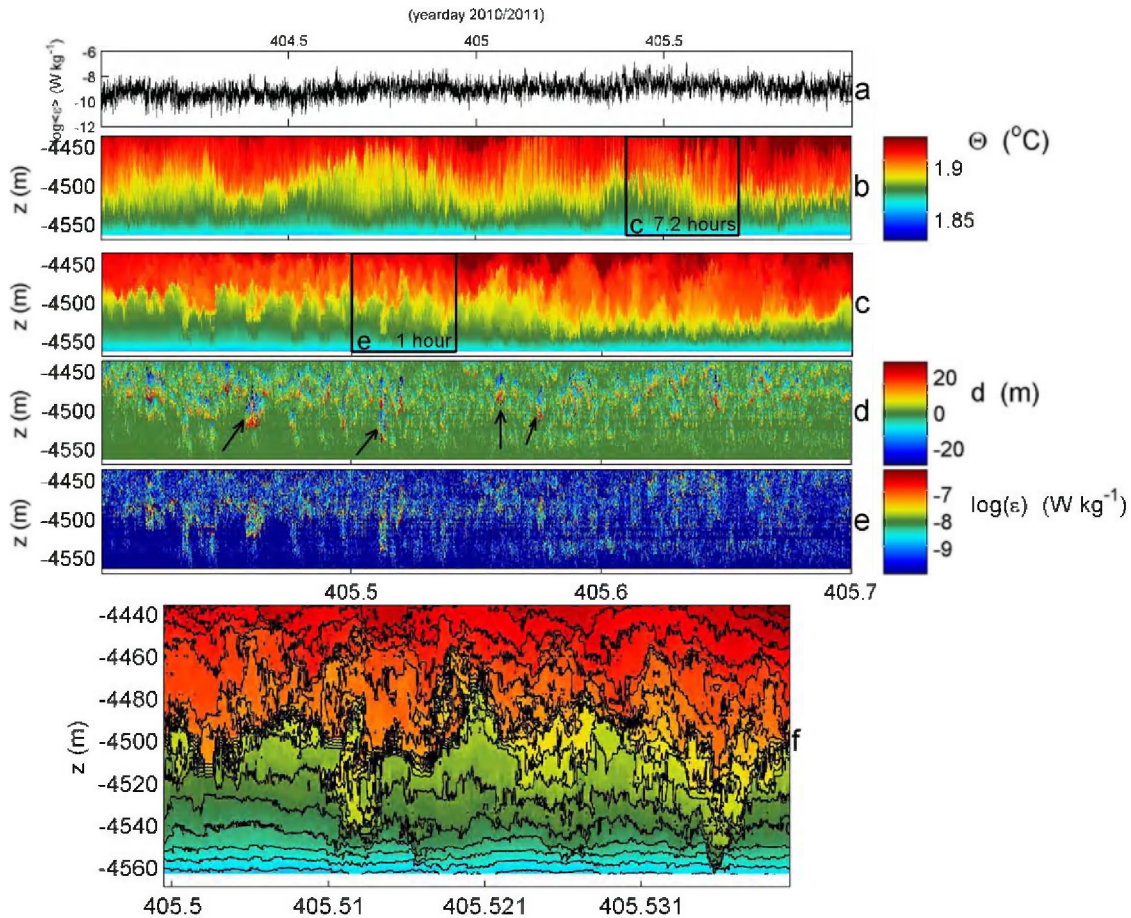 (yearday 2010/2011)
404.5 405 405.5
log<ε> (W kg-1)
-6
-8
-10
-12
a
z (m)
-4450
-4500
-4550
c 7.2 hours
b
Θ (°C)
1.9
1.85
z (m)
-4450
-4500
-4550
e 1 hour
c
z (m)
-4450
-4500
-4550
d
20
0
-20
d (m)
z (m)
-4450
-4500
-4550
e
-7
-8
-9
log(ε) (W kg-1)
405.5 405.6 405.7
z (m)
-4440
-4460
-4480
-4500
-4520
-4540
-4560
f
405.5 405.51 405.521 405.531